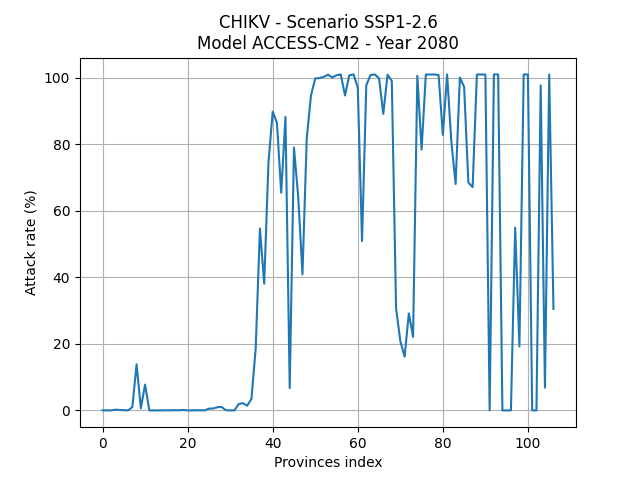 CHIKV - Scenario SSP1-2.6
Model ACCESS-CM2 - Year 2080
100
80
60
40
20
0
Attack rate (%)
0 20 40 60 80 100
Provinces index